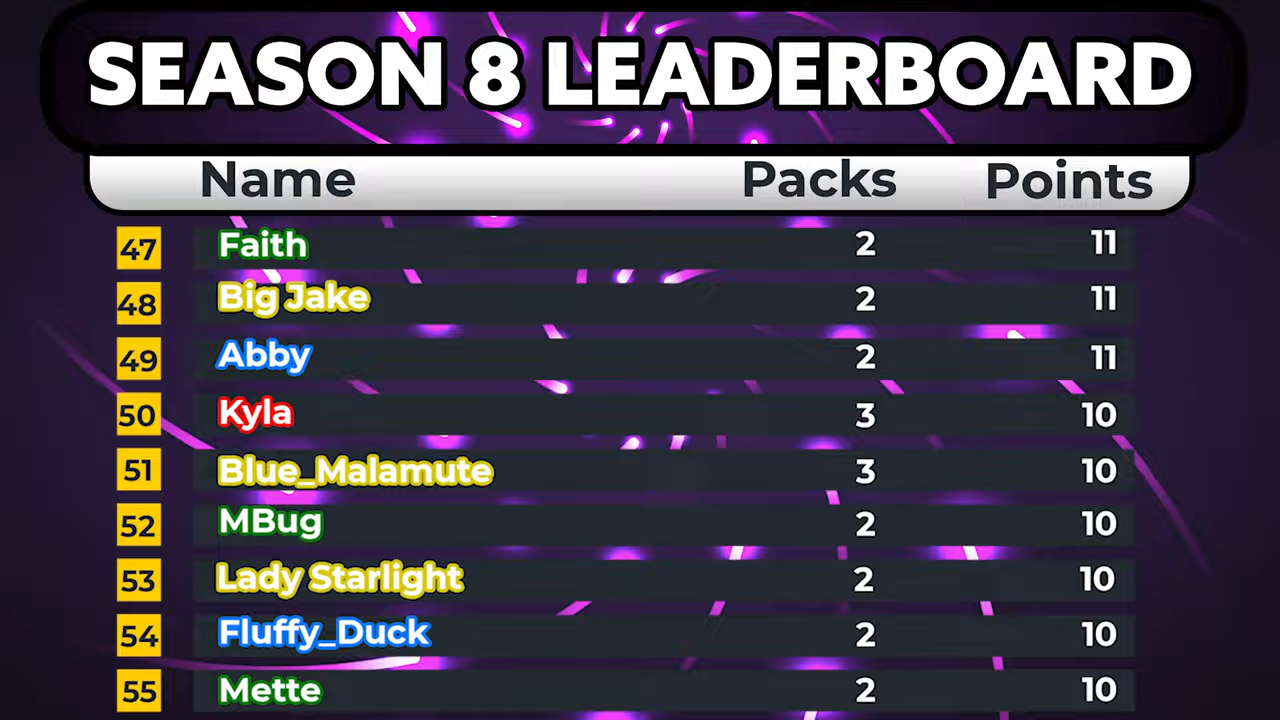 SEASON 8 LEADERBOARD
Name Packs Points
47 Faith 2 11
48 Big Jake 2 11
49 Abby 2 11
50 Kyla 3 10
51 Blue_Malamute 3 10
52 MBug 2 10
53 Lady Starlight 2 10
54 Fluffy_Duck 2 10
55 Mette 2 10